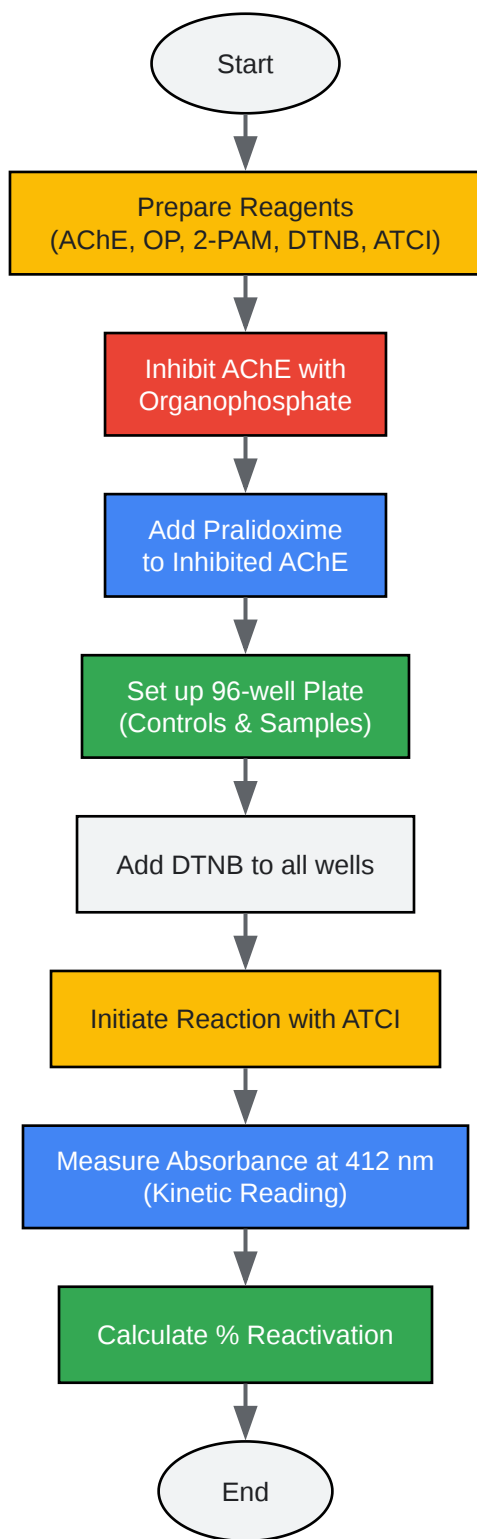 Start
Prepare Reagents
(AChE, OP, 2-PAM, DTNB, ATCI)
Inhibit AChE with
Organophosphate
Add Pralidoxime
to Inhibited AChE
Set up 96-well Plate
(Controls & Samples)
Add DTNB to all wells
Initiate Reaction with ATCI
Measure Absorbance at 412 nm
(Kinetic Reading)
Calculate % Reactivation
End